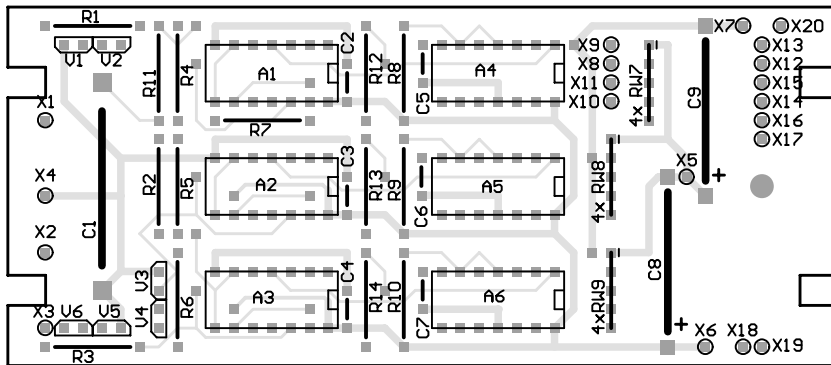 R1
V1 V2
R11
R4
A1
C2
R12
R8
A4
C5
X9
X8
X11
X10
4x RW7
C9
X7
X20
X13
X12
X15
X14
X16
X17
X1
R7
X4
X2
C1
R2
R5
A2
C3
R13
R9
A5
C6
4x RW8
X5
+
V3
V4
R6
A3
C4
R14
R10
A6
C7
4xRW9
C8
+
X3
V6 V5
R3
X6
X18
X19